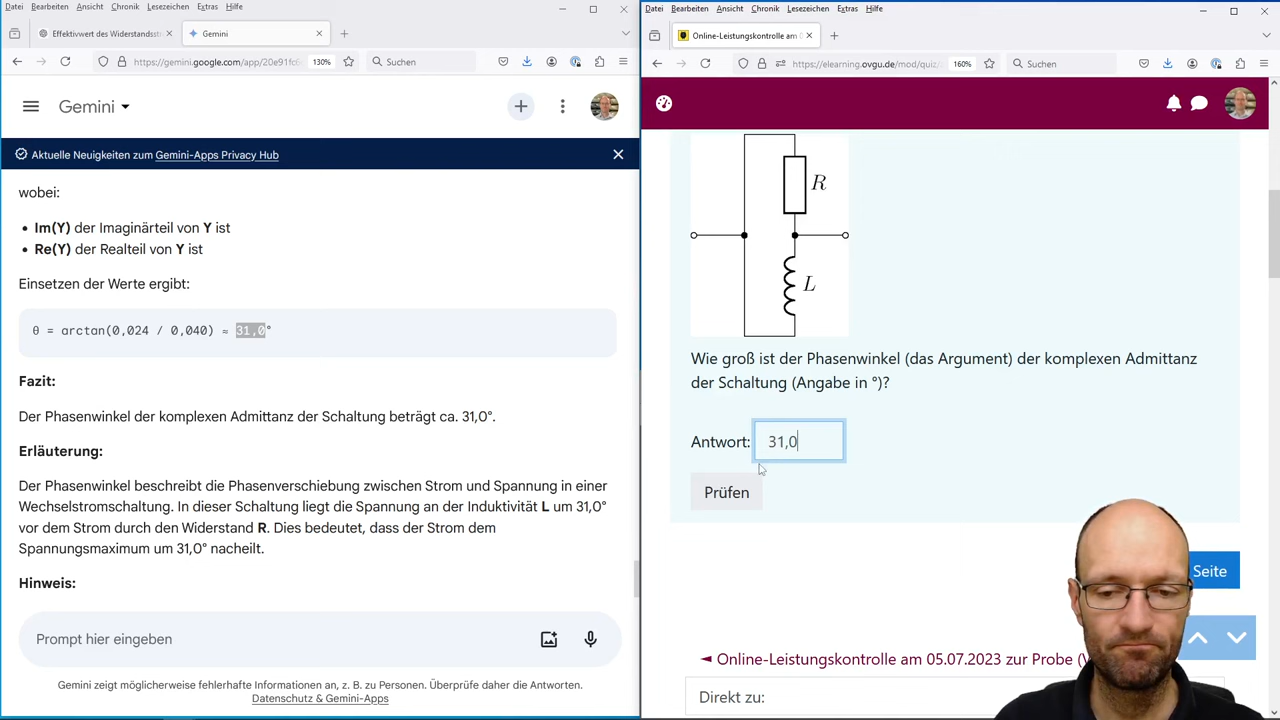 Datei Bearbeiten Ansicht Chronik Lesezeichen Extras Hilfe
Effektivwert des Widerstandsstr
Gemini
https://gemini.google.com/app/20e91fc
130%
Suchen
Gemini
Aktuelle Neuigkeiten zum Gemini-Apps Privacy Hub
wobei:
Im(Y) der Imaginärteil von Y ist
Re(Y) der Realteil von Y ist
Einsetzen der Werte ergibt:
θ = arctan(0,024 / 0,040) ≈ 31,0°
Fazit:
Der Phasenwinkel der komplexen Admittanz der Schaltung beträgt ca. 31,0°.
Erläuterung:
Der Phasenwinkel beschreibt die Phasenverschiebung zwischen Strom und Spannung in einer
Wechselstromschaltung. In dieser Schaltung liegt die Spannung an der Induktivität L um 31,0°
vor dem Strom durch den Widerstand R. Dies bedeutet, dass der Strom dem
Spannungsmaximum um 31,0° nacheilt.
Hinweis:
Prompt hier eingeben
Gemini zeigt möglicherweise fehlerhafte Informationen an, z. B. zu Personen. Überprüfe daher die Antworten.
Datenschutz & Gemini-Apps
Datei Bearbeiten Ansicht Chronik Lesezeichen Extras Hilfe
Online-Leistungskontrolle am
https://elearning.ovgu.de/mod/quiz/
160%
Suchen
R
L
Wie groß ist der Phasenwinkel (das Argument) der komplexen Admittanz
der Schaltung (Angabe in °)?
Antwort: 31,0
Prüfen
Seite
◄ Online-Leistungskontrolle am 05.07.2023 zur Probe (
Direkt zu: